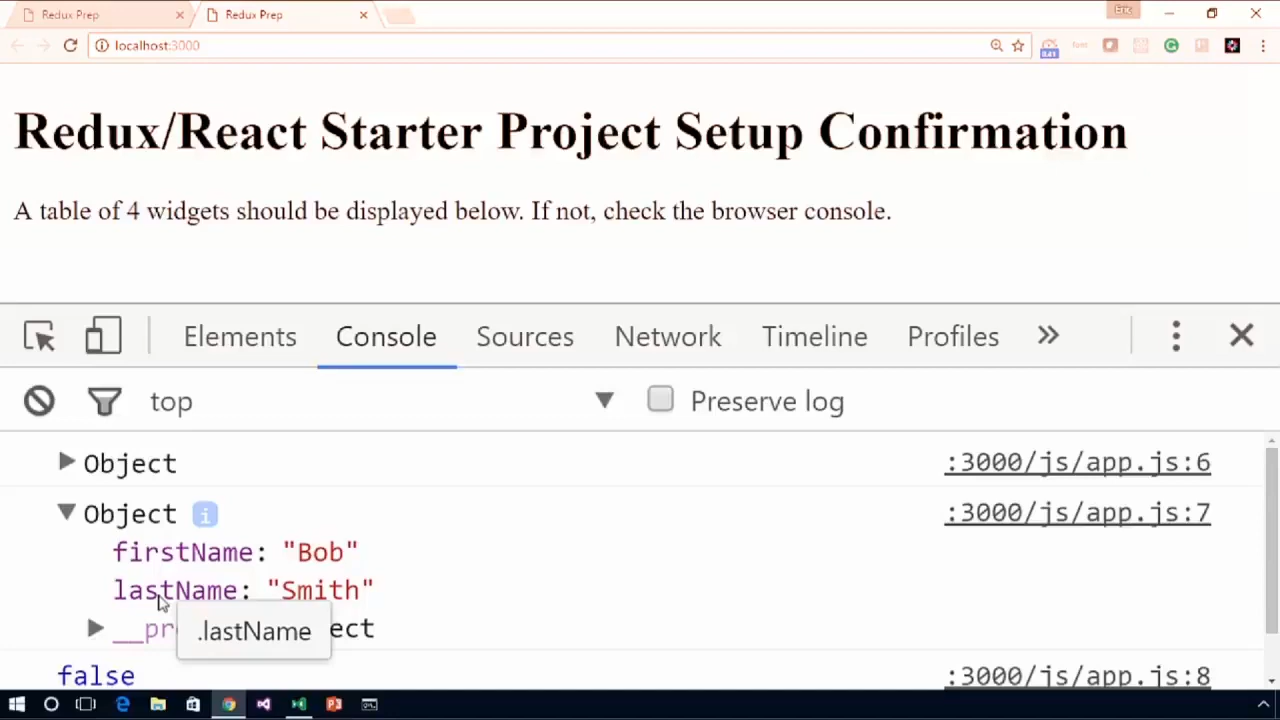 Redux Prep
Redux Prep
Eric
localhost:3000
0.41
Redux/React Starter Project Setup Confirmation
A table of 4 widgets should be displayed below. If not, check the browser console.
Elements Console Sources Network Timeline Profiles »
top Preserve log
Object :3000/js/app.js:6
Object i :3000/js/app.js:7
firstName: "Bob"
lastName: "Smith"
.lastName
false :3000/js/app.js:8